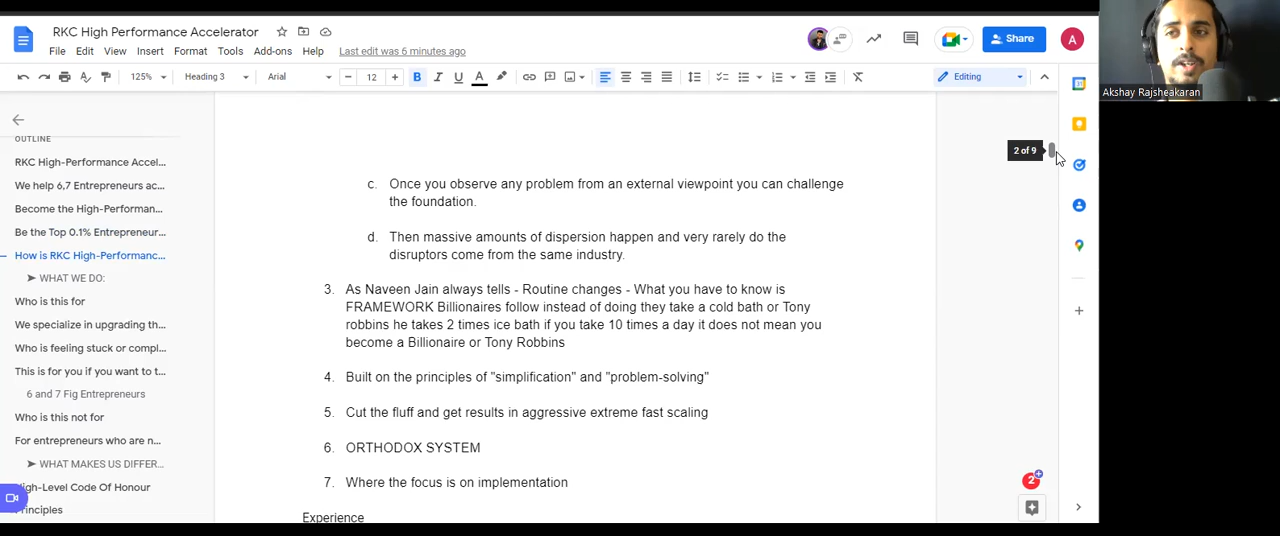 RKC High Performance Accelerator
File Edit View Insert Format Tools Add-ons Help Last edit was 6 minutes ago
Share
A
125% Heading 3 Arial 12 B I U A Editing
Akshay Rajsheakaran
OUTLINE
RKC High-Performance Accel...
We help 6,7 Entrepreneurs ac...
Become the High-Performan...
Be the Top 0.1% Entrepreneur...
How is RKC High-Performanc...
➤ WHAT WE DO:
Who is this for
We specialize in upgrading th...
Who is feeling stuck or compl...
This is for you if you want to t...
6 and 7 Fig Entrepreneurs
Who is this not for
For entrepreneurs who are n...
➤ WHAT MAKES US DIFFER...
High-Level Code Of Honour
Principles
2 of 9
c. Once you observe any problem from an external viewpoint you can challenge
the foundation.
d. Then massive amounts of dispersion happen and very rarely do the
disruptors come from the same industry.
3. As Naveen Jain always tells - Routine changes - What you have to know is
FRAMEWORK Billionaires follow instead of doing they take a cold bath or Tony
robbins he takes 2 times ice bath if you take 10 times a day it does not mean you
become a Billionaire or Tony Robbins
4. Built on the principles of "simplification" and "problem-solving"
5. Cut the fluff and get results in aggressive extreme fast scaling
6. ORTHODOX SYSTEM
7. Where the focus is on implementation
Experience
2